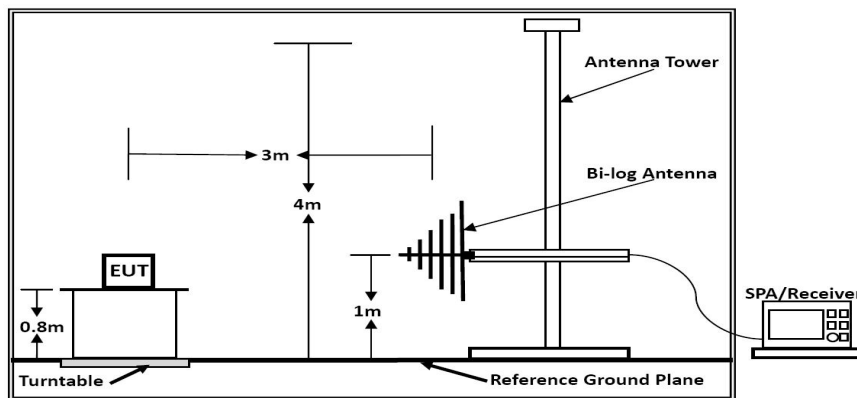 Antenna Tower
3m
Bi-log Antenna
4m
EUT
SPA/Receiver
0.8m
1m
Turntable
Reference Ground Plane